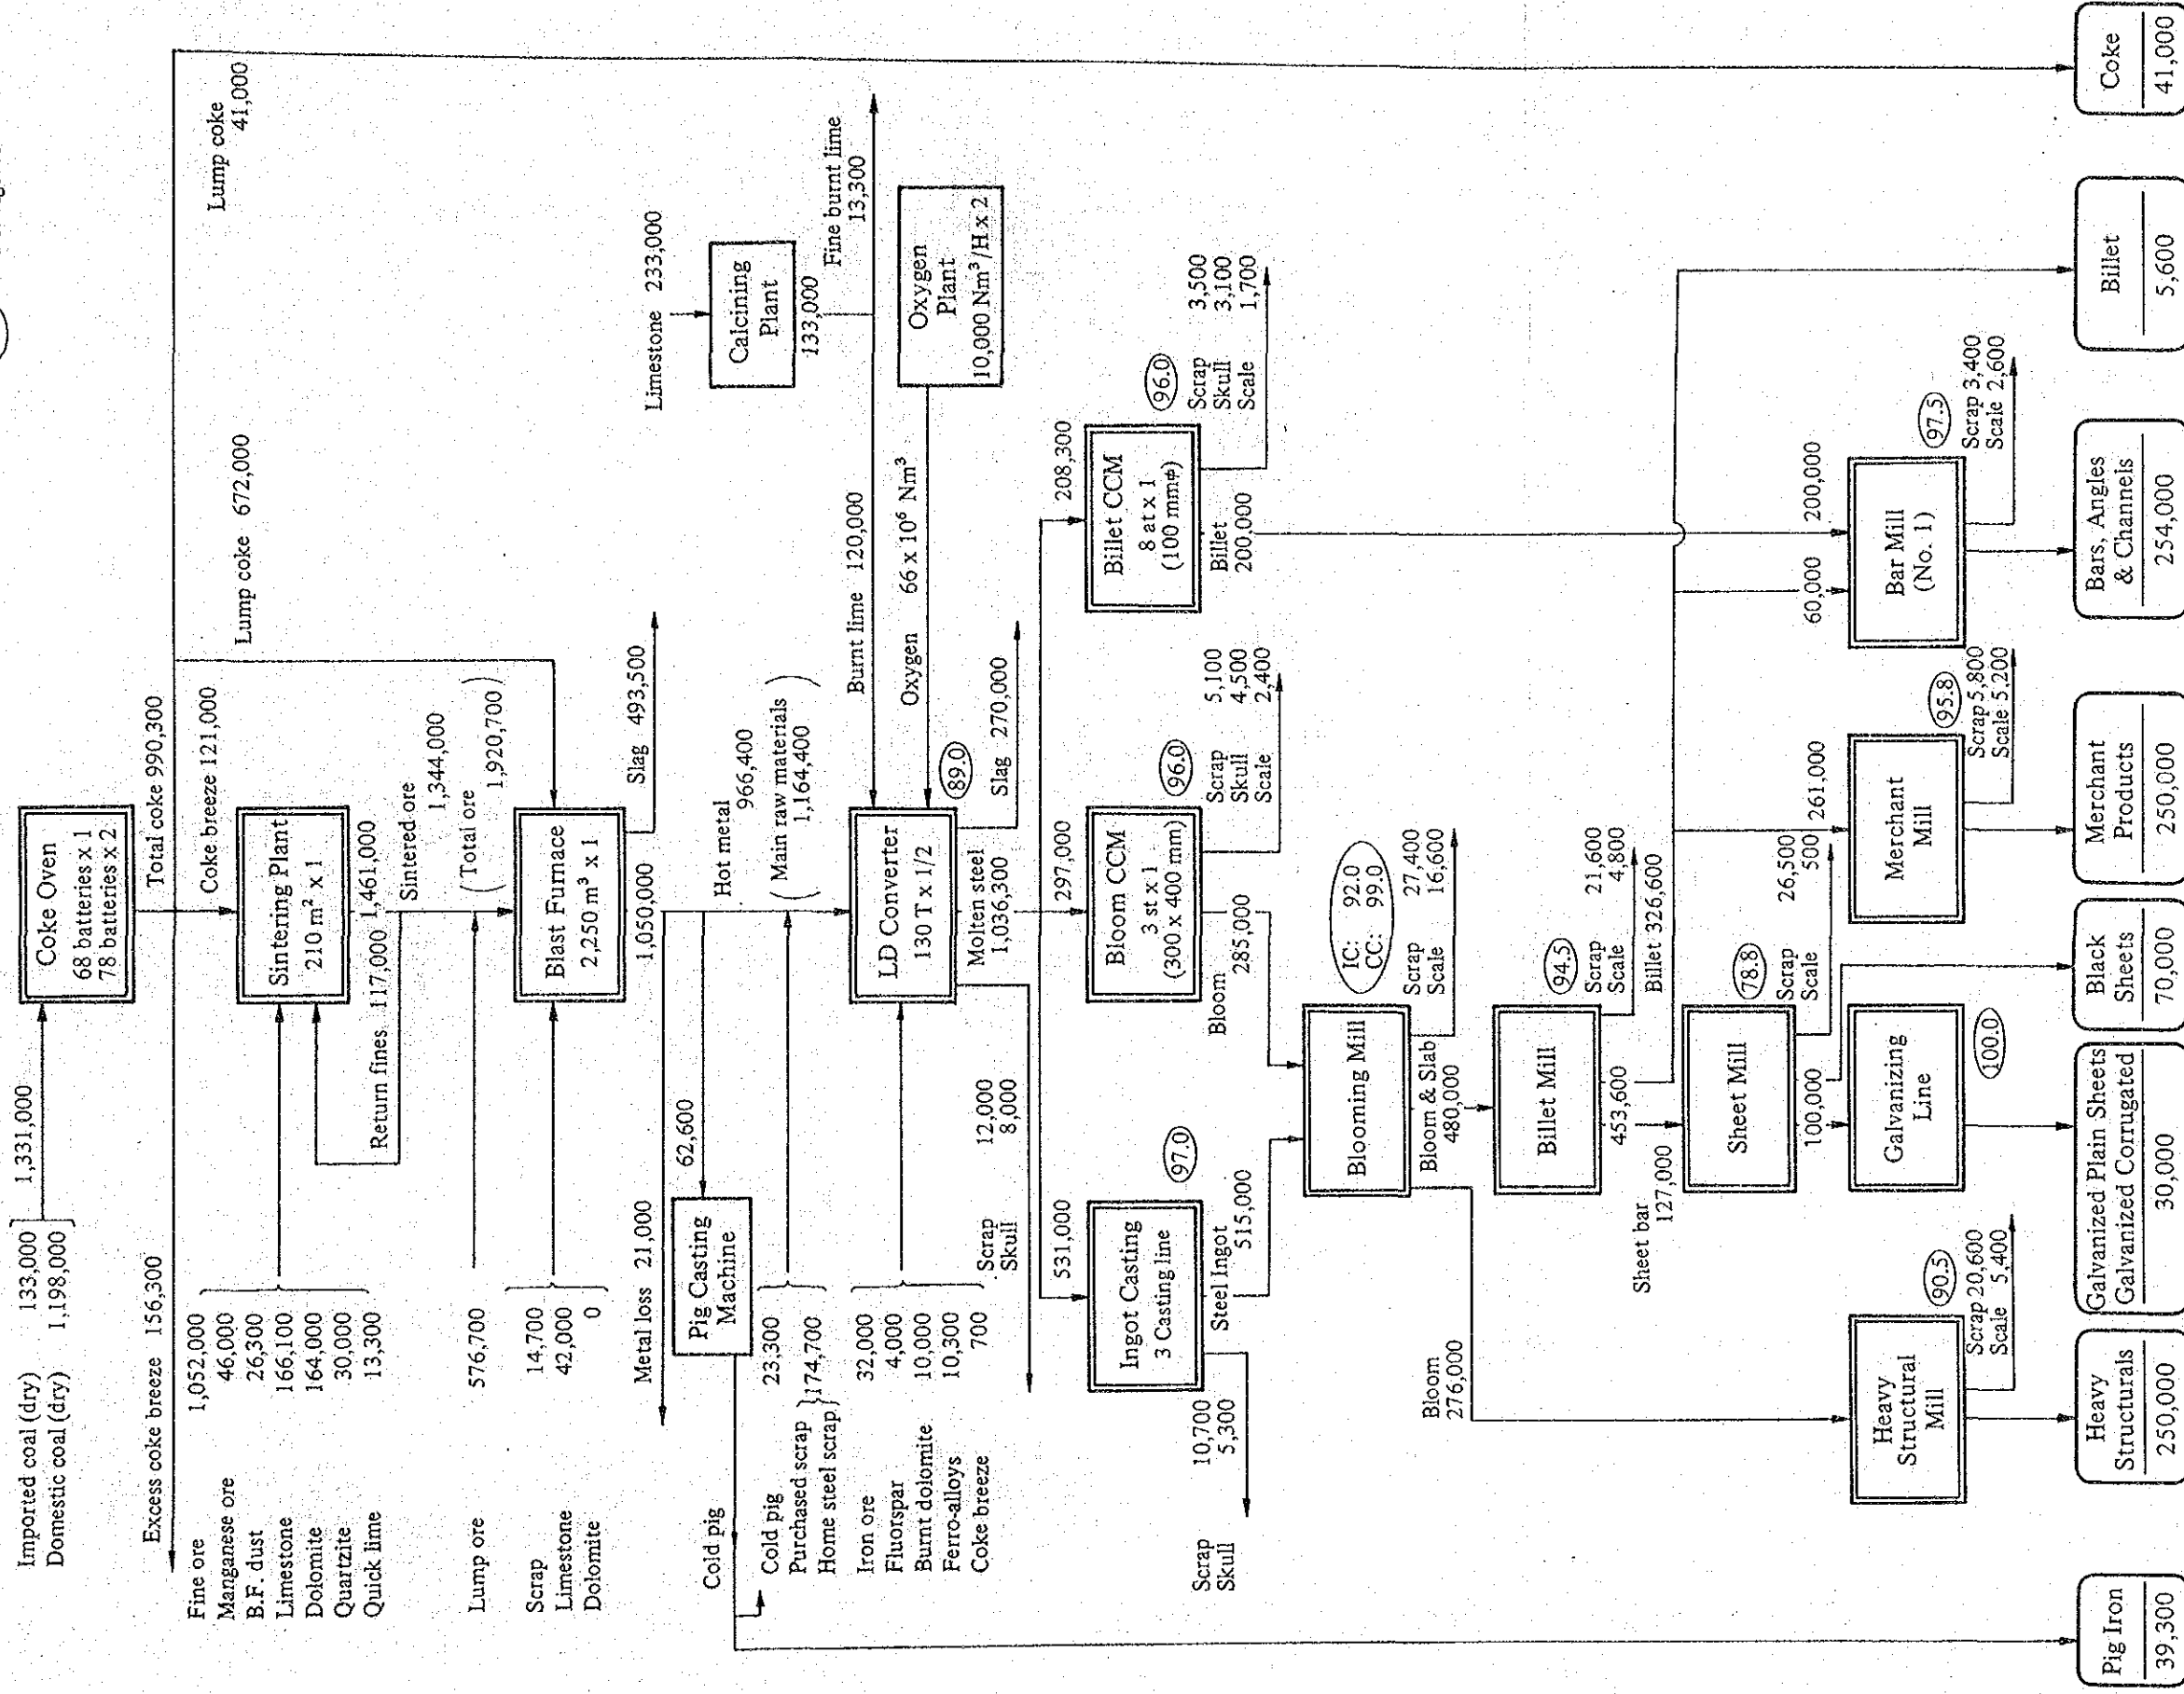 Imported coal (dry) 133,000
Domestic coal (dry) 1,198,000
1,331,000
Coke Oven
68 batteries x 1
78 batteries x 2
Total coke 990,300
Excess coke breeze 156,300
Lump coke
41,000
Coke breeze 121,000
Lump coke 672,000
Fine ore 1,052,000
Manganese ore 46,000
B.F. dust 26,300
Limestone 166,100
Dolomite 164,000
Quartzite 30,000
Quick lime 13,300
Sintering Plant
210 m² x 1
Return fines 117,000
1,461,000
Sintered ore
1,344,000
(Total ore
1,920,700)
Lump ore 576,700
Scrap 14,700
Limestone 42,000
Dolomite 0
Blast Furnace
2,250 m³ x 1
Slag 493,500
1,050,000
Metal loss 21,000
62,600
Pig Casting
Machine
Cold pig
Hot metal
966,400
(Main raw materials
1,164,400)
Cold pig 23,300
Purchased scrap
Home steel scrap
174,700
Limestone 233,000
Calcining
Plant
133,000
Fine burnt lime
13,300
Burnt lime 120,000
Oxygen
Plant
10,000 Nm³/H x 2
Oxygen 66 x 10⁶ Nm³
Iron ore 32,000
Fluorspar 4,000
Burnt dolomite 10,000
Ferro-alloys 10,300
Coke breeze 700
LD Converter
130 T x 1/2
89.0
Slag 270,000
Molten steel
1,036,300
Scrap 12,000
Skull 8,000
531,000
297,000
208,300
Ingot Casting
3 Casting line
97.0
Scrap 10,700
Skull 5,300
Steel Ingot
515,000
Bloom CCM
3 st x 1
(300 x 400 mm)
96.0
Scrap 5,100
Skull 4,500
Scale 2,400
Bloom
285,000
Billet CCM
8 at x 1
(100 mmφ)
96.0
Scrap 3,500
Skull 3,100
Scale 1,700
Billet
200,000
Blooming Mill
IC: 92.0
CC: 99.0
Scrap 27,400
Scale 16,600
Bloom & Slab
480,000
Bloom
276,000
Billet Mill
94.5
Scrap 21,600
Scale 4,800
453,600
Billet 326,600
Sheet bar
127,000
Sheet Mill
78.8
Scrap 26,500
Scale 500
100,000
261,000
60,000
200,000
Heavy
Structural
Mill
90.5
Scrap 20,600
Scale 5,400
Galvanizing
Line
100.0
Merchant
Mill
95.8
Scrap 5,800
Scale 5,200
Bar Mill
(No. 1)
97.5
Scrap 3,400
Scale 2,600
Pig Iron
39,300
Heavy
Structurals
250,000
Galvanized Plain Sheets
Galvanized Corrugated
30,000
Black
Sheets
70,000
Merchant
Products
250,000
Bars, Angles
& Channels
254,000
Billet
5,600
Coke
41,000